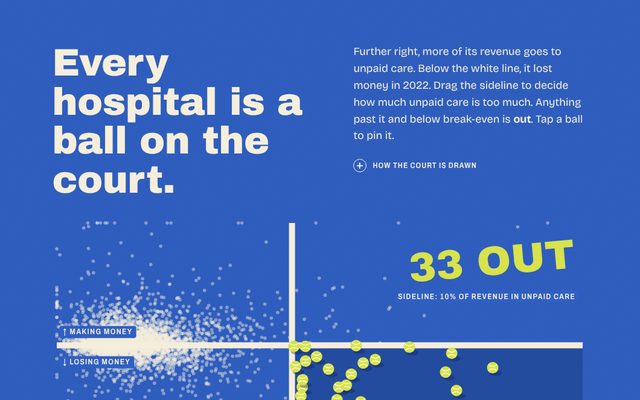 Every
hospital is a
ball on the
court.
Further right, more of its revenue goes to
unpaid care. Below the white line, it lost
money in 2022. Drag the sideline to decide
how much unpaid care is too much. Anything
past it and below break-even is out. Tap a ball
to pin it.
HOW THE COURT IS DRAWN
33 OUT
SIDELINE: 10% OF REVENUE IN UNPAID CARE
↑ MAKING MONEY
↓ LOSING MONEY